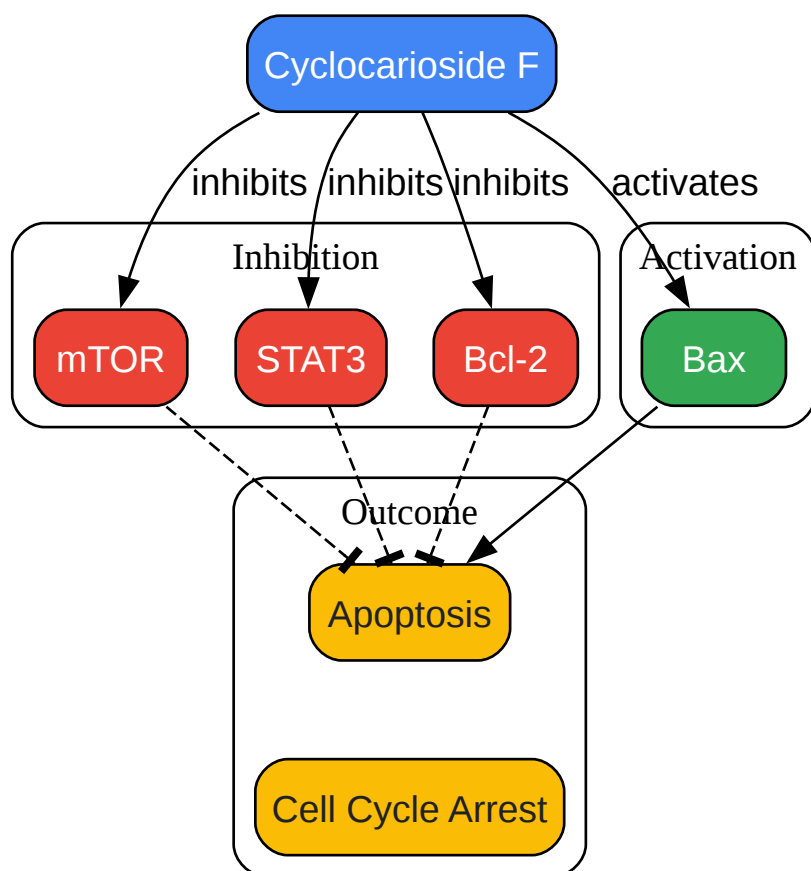 Cyclocarioside F
inhibits inhibits inhibits activates
Inhibition Activation
mTOR STAT3 Bcl-2 Bax
Outcome
Apoptosis
Cell Cycle Arrest